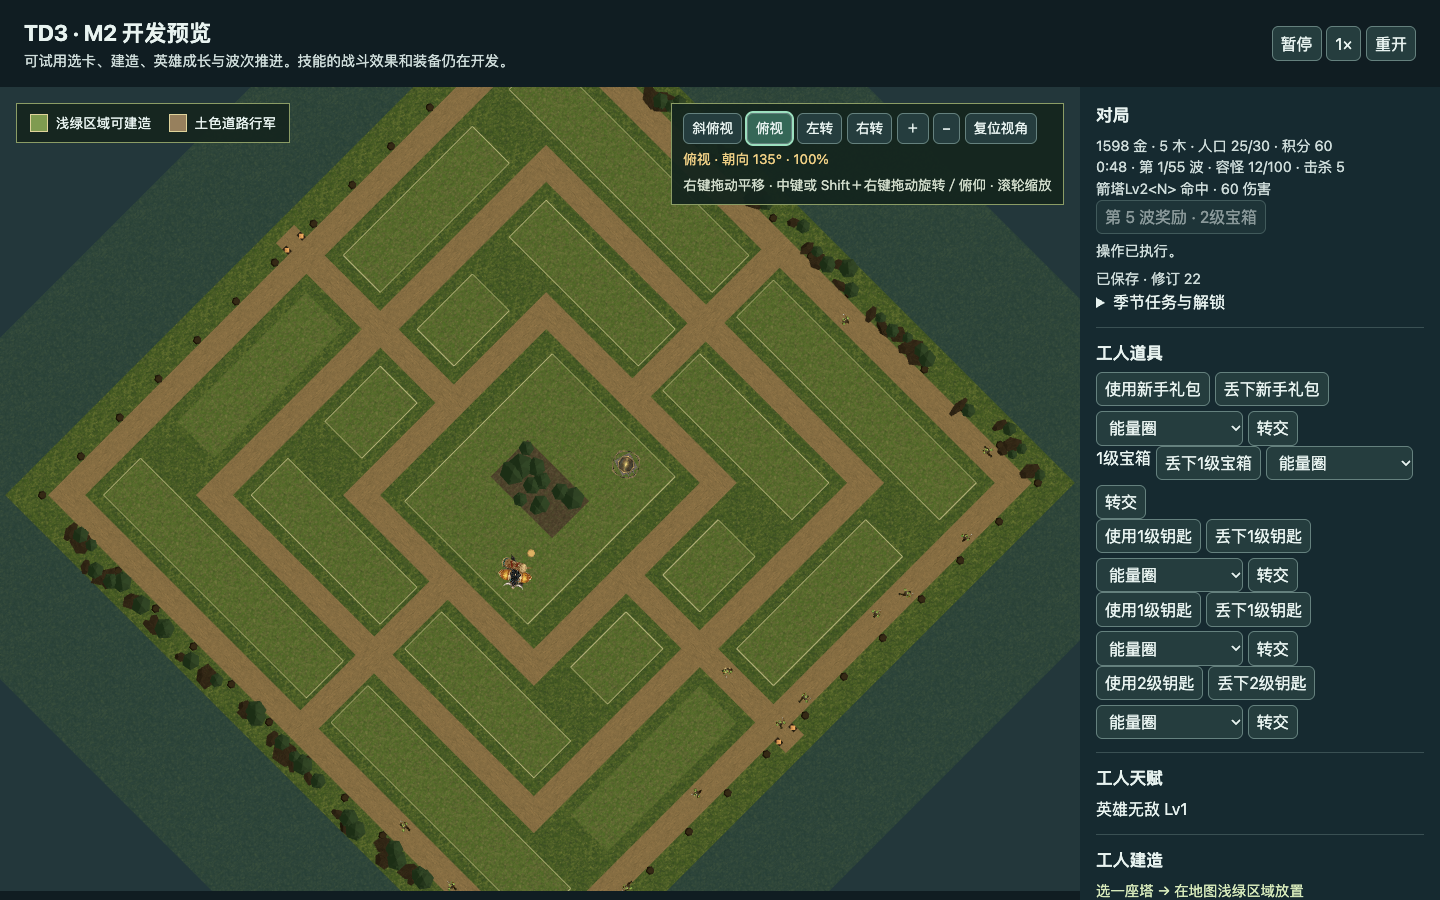 TD3 · M2 开发预览
可试用选卡、建造、英雄成长与波次推进。技能的战斗效果和装备仍在开发。
暂停 1× 重开
浅绿区域可建造 土色道路行军
斜俯视 俯视 左转 右转 + − 复位视角
俯视 · 朝向 135° · 100%
右键拖动平移 · 中键或 Shift＋右键拖动旋转 / 俯仰 · 滚轮缩放
对局
1598 金 · 5 木 · 人口 25/30 · 积分 60
0:48 · 第 1/55 波 · 容怪 12/100 · 击杀 5
箭塔Lv2<N> 命中 · 60 伤害
第 5 波奖励 · 2级宝箱
操作已执行。
已保存 · 修订 22
季节任务与解锁
工人道具
使用新手礼包 丢下新手礼包
能量圈 转交
1级宝箱 丢下1级宝箱 能量圈
转交
使用1级钥匙 丢下1级钥匙
能量圈 转交
使用1级钥匙 丢下1级钥匙
能量圈 转交
使用2级钥匙 丢下2级钥匙
能量圈 转交
工人天赋
英雄无敌 Lv1
工人建造
选一座塔 → 在地图浅绿区域放置